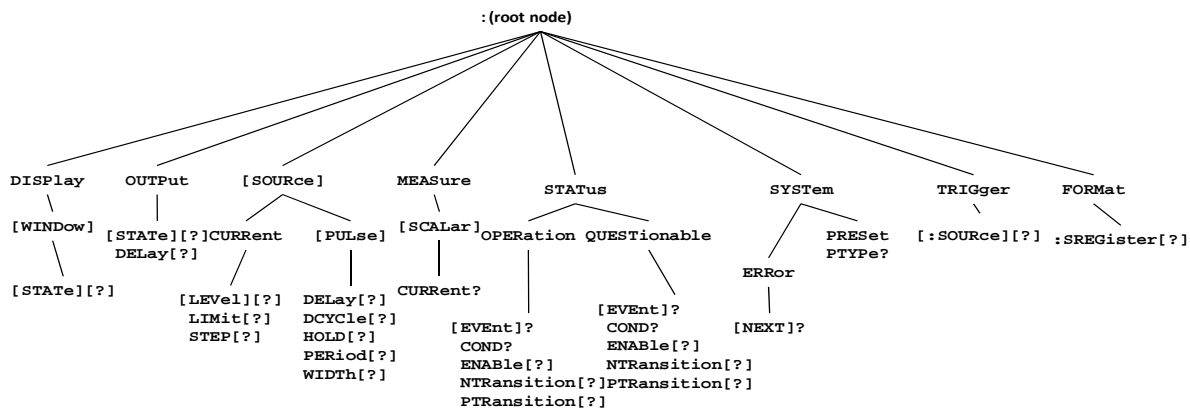 : (root node)
DISPlay
OUTPut
[SOURce]
MEASure
STATus
SYSTem
TRIGger
FORMat
[WINDow]
[STATe][?]
[STATe][?]
DELay[?]
CURRent
[LEVel][?]
LIMit[?]
STEP[?]
[PULse]
DELay[?]
DCYCle[?]
HOLD[?]
PERiod[?]
WIDTh[?]
[SCALar]
CURRent?
OPERation
[EVEnt]?
COND?
ENABle[?]
NTRansition[?]
PTRansition[?]
QUESTionable
[EVEnt]?
COND?
ENABle[?]
NTRansition[?]
PTRansition[?]
ERRor
[NEXT]?
PRESet
PTYPe?
[:SOURce][?]
:SREGister[?]